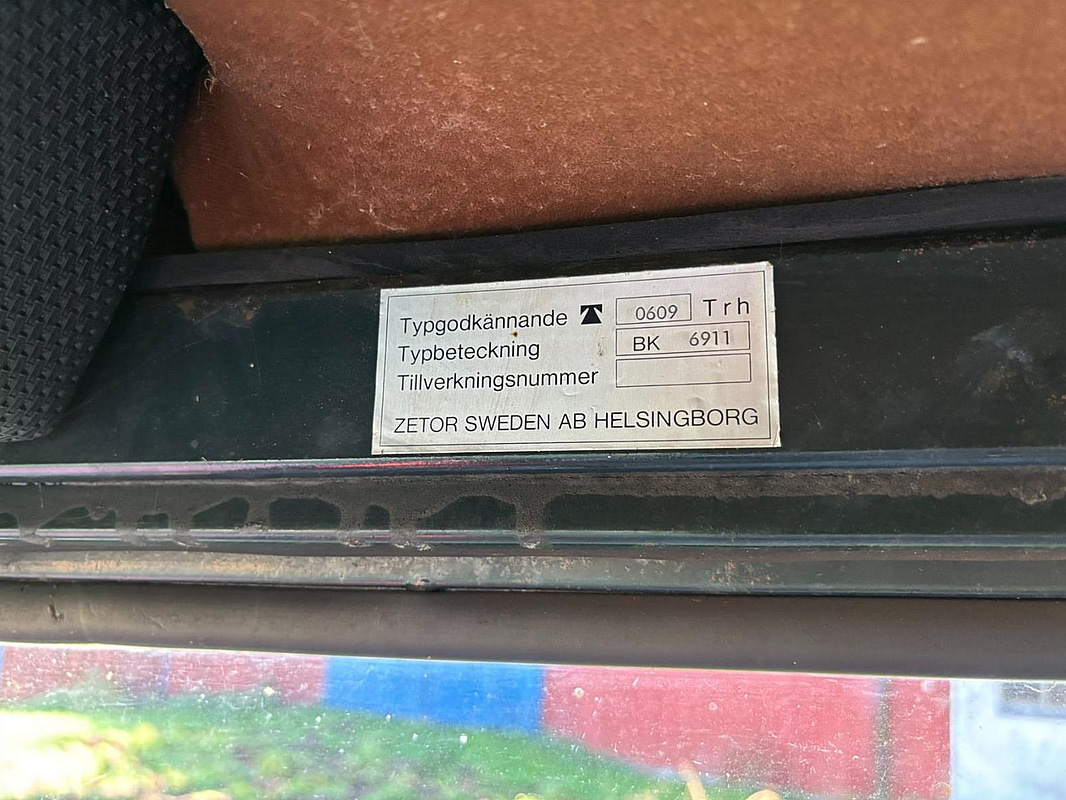 Typgodkännande 0609 Trh
Typbeteckning BK 6911
Tillverkningsnummer
ZETOR SWEDEN AB HELSINGBORG